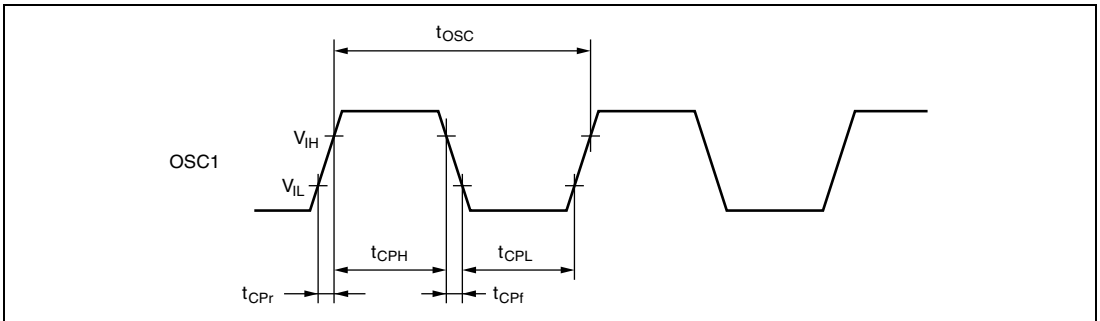 tOSC
VIH
OSC1
VIL
tCPH
tCPL
tCPr
tCPf